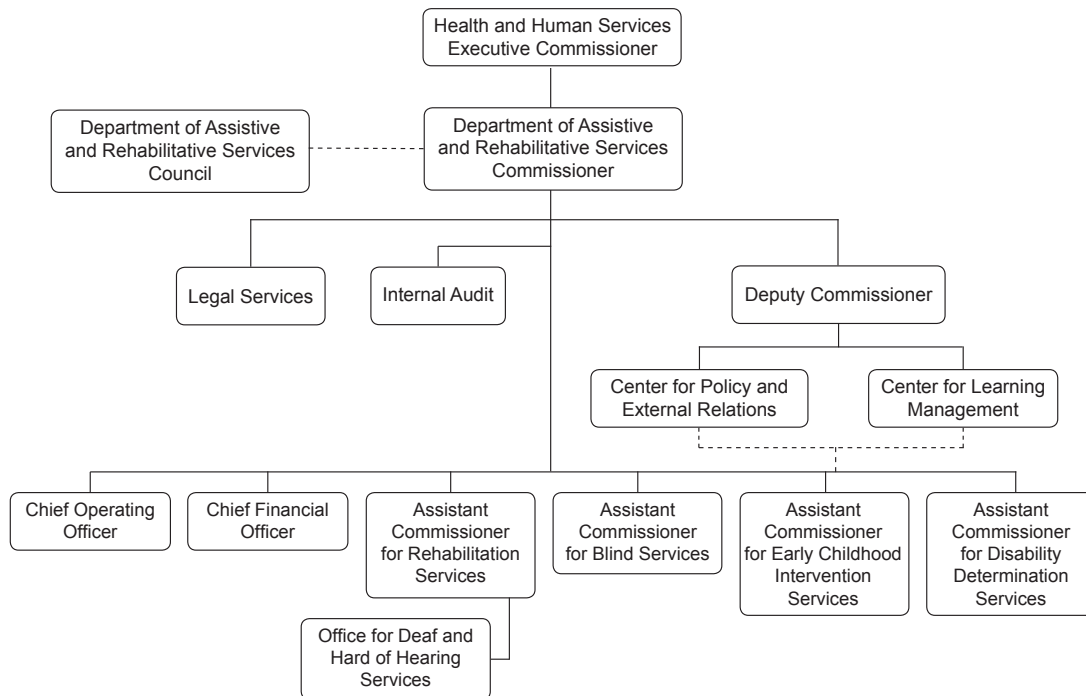 Health and Human Services
Executive Commissioner
Department of Assistive
and Rehabilitative Services
Council
Department of Assistive
and Rehabilitative Services
Commissioner
Legal Services
Internal Audit
Deputy Commissioner
Center for Policy and
External Relations
Center for Learning
Management
Chief Operating
Officer
Chief Financial
Officer
Assistant
Commissioner
for Rehabilitation
Services
Assistant
Commissioner
for Blind Services
Assistant
Commissioner
for Early Childhood
Intervention
Services
Assistant
Commissioner
for Disability
Determination
Services
Office for Deaf and
Hard of Hearing
Services